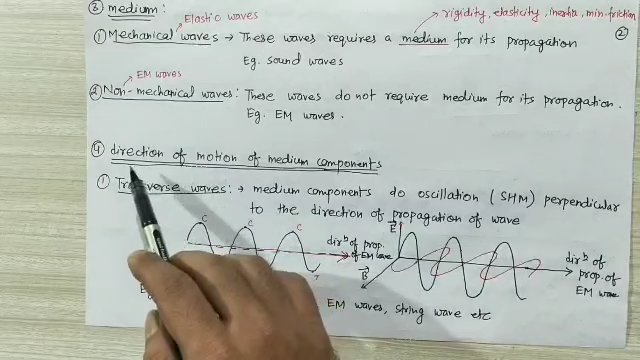 ③ medium:
Elastic waves
rigidity, elasticity, inertia, min. friction
② 
① Mechanical waves → These waves requires a medium for its propagation
Eg. sound waves
EM waves
② Non-mechanical waves: These waves do not require medium for its propagation.
Eg. EM waves.
④ direction of motion of medium components
① Transverse waves: → medium components do oscillation (SHM) perpendicular
to the direction of propagation of wave
C C C
dirⁿ of prop.
of EM wave
T
E
B
dirⁿ of
prop. of
EM wave
EM waves, string wave etc